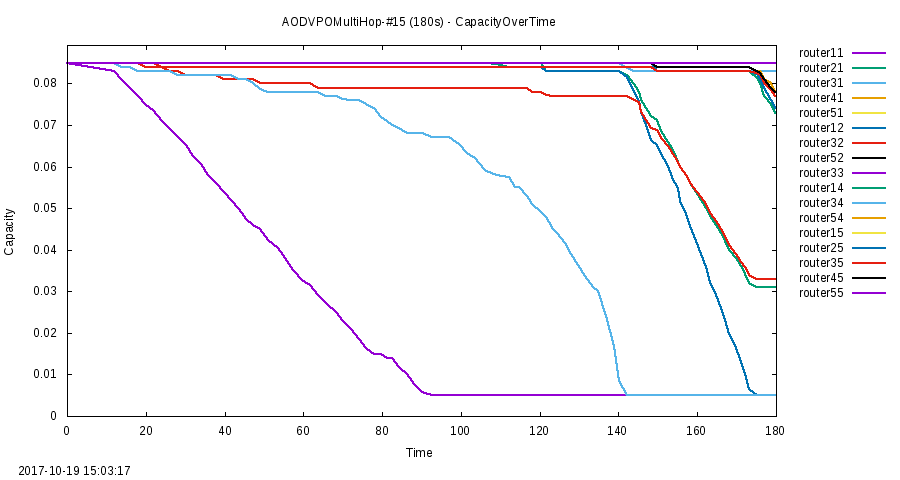 AODVPOMultiHop-#15 (180s) - CapacityOverTime
Capacity
0.08
0.07
0.06
0.05
0.04
0.03
0.02
0.01
0
0 20 40 60 80 100 120 140 160 180
Time
router11
router21
router31
router41
router51
router12
router32
router52
router33
router14
router34
router54
router15
router25
router35
router45
router55
2017-10-19 15:03:17